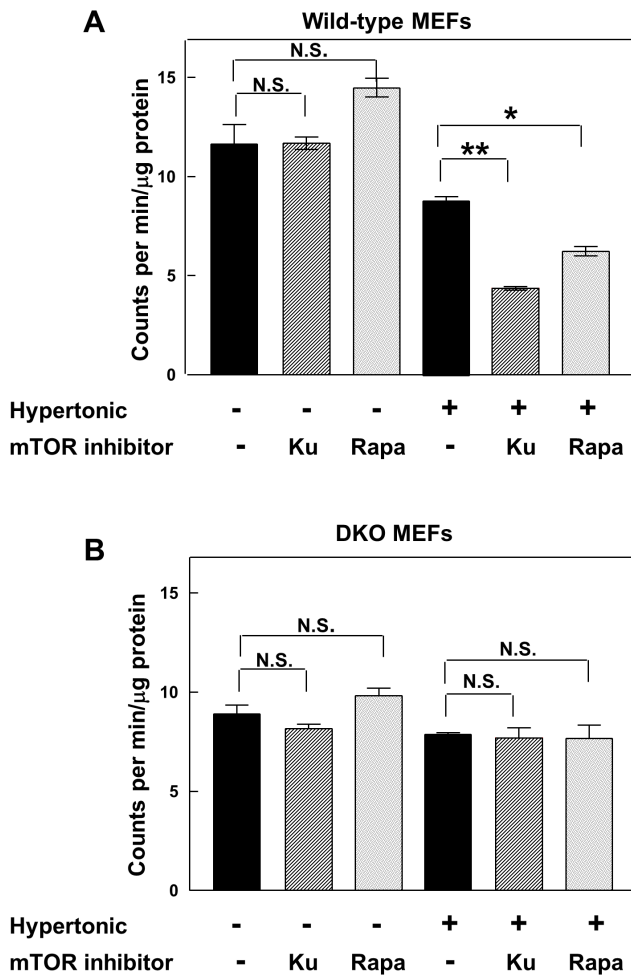 A
Wild-type MEFs
Counts per min/μg protein
15
10
5
0
N.S.
N.S.
*
**
Hypertonic - - - + + +
mTOR inhibitor - Ku Rapa - Ku Rapa
B
DKO MEFs
Counts per min/μg protein
15
10
5
0
N.S.
N.S.
N.S.
N.S.
Hypertonic - - - + + +
mTOR inhibitor - Ku Rapa - Ku Rapa